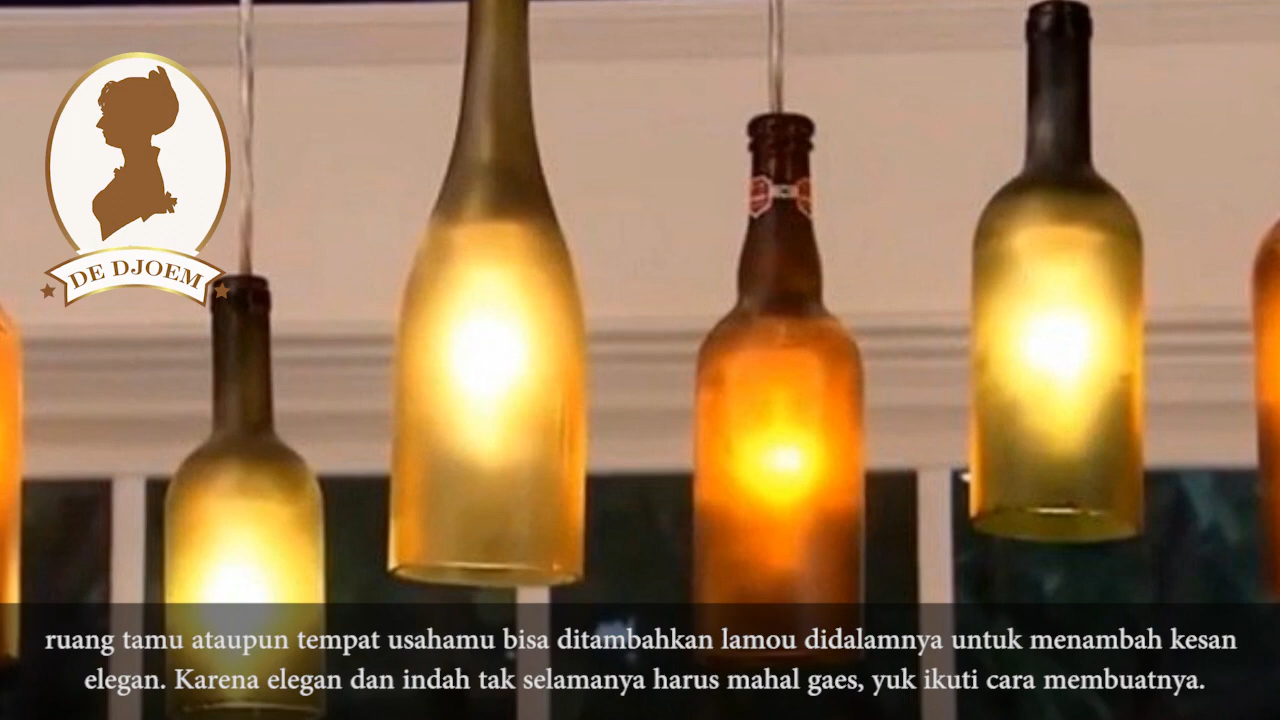 DE DJOEM
ruang tamu ataupun tempat usahamu bisa ditambahkan lamou didalamnya untuk menambah kesan
elegan. Karena elegan dan indah tak selamanya harus mahal gaes, yuk ikuti cara membuatnya.